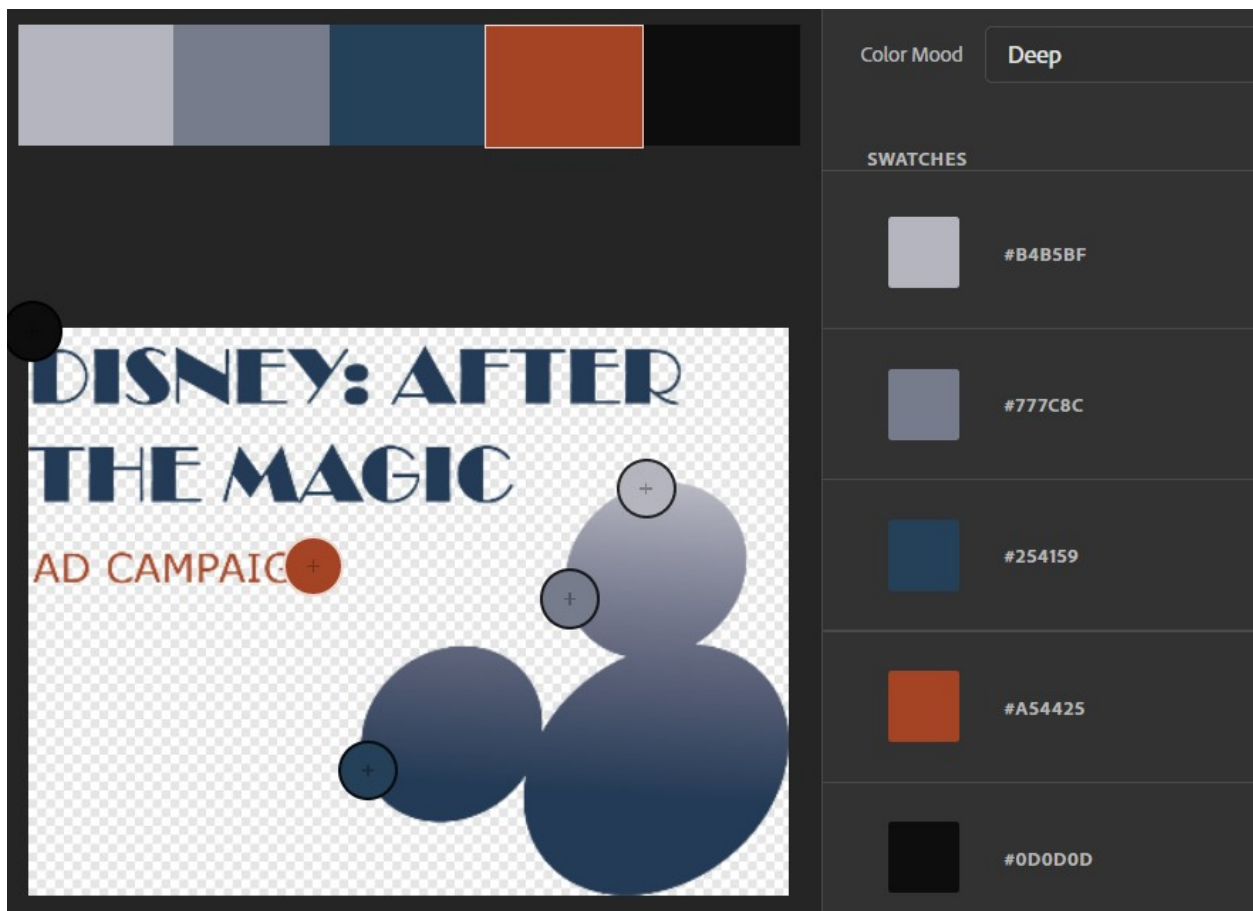 Color Mood Deep
SWATCHES
#B4B5BF
#777C8C
#254159
#A54425
#0D0D0D
DISNEY: AFTER
THE MAGIC
AD CAMPAIG